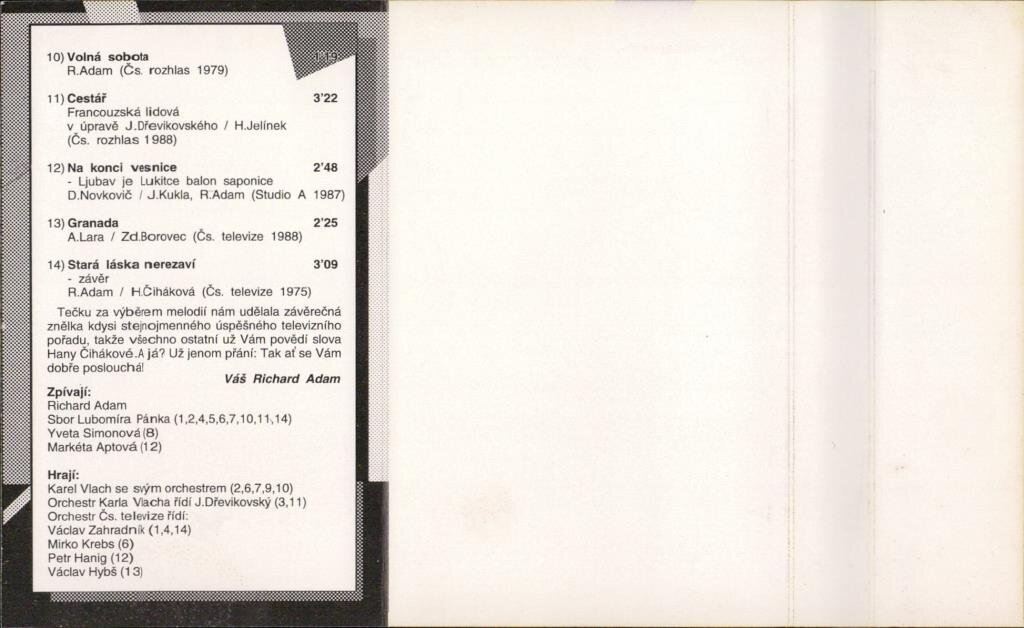 10) Volná sobota 1'19
R.Adam (Čs. rozhlas 1979)
11) Cestář 3'22
Francouzská lidová
v úpravě J.Dřevikovského / H.Jelínek
(Čs. rozhlas 1988)
12) Na konci vesnice 2'48
- Ljubav je Lukitce balon saponice
D.Novkovič / J.Kukla, R.Adam (Studio A 1987)
13) Granada 2'25
A.Lara / Zd.Borovec (Čs. televize 1988)
14) Stará láska nerezaví 3'09
- závěr
R.Adam / H.Čiháková (Čs. televize 1975)
Tečku za výběrem melodií nám udělala závěrečná
znělka kdysi stejnojmenného úspěšného televizního
pořadu, takže všechno ostatní už Vám povědí slova
Hany Čihákové.A já? Už jenom přání: Tak ať se Vám
dobře poslouchá!
Váš Richard Adam
Zpívají:
Richard Adam
Sbor Lubomíra Pánka (1,2,4,5,6,7,10,11,14)
Yveta Simonová (8)
Markéta Aptová (12)
Hrají:
Karel Vlach se svým orchestrem (2,6,7,9,10)
Orchestr Karla Vlacha řídí J.Dřevikovský (3,11)
Orchestr Čs. televize řídí:
Václav Zahradník (1,4,14)
Mirko Krebs (6)
Petr Hanig (12)
Václav Hybš (13)